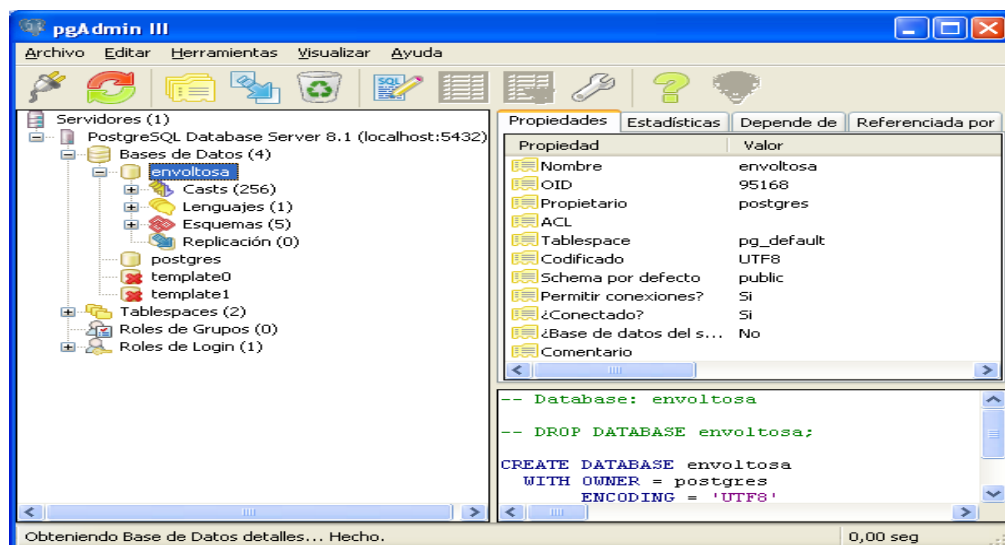 pgAdmin III
Archivo Editar Herramientas Visualizar Ayuda
SQL
Servidores (1)
PostgreSQL Database Server 8.1 (localhost:5432)
Bases de Datos (4)
envoltosa
Casts (256)
Lenguajes (1)
Esquemas (5)
Replicación (0)
postgres
template0
template1
Tablespaces (2)
Roles de Grupos (0)
Roles de Login (1)
Propiedades Estadísticas Depende de Referenciada por
Propiedad Valor
Nombre envoltosa
OID 95168
Propietario postgres
ACL
Tablespace pg_default
Codificado UTF8
Schema por defecto public
Permitir conexiones? Si
¿Conectado? Si
¿Base de datos del s... No
Comentario
-- Database: envoltosa
-- DROP DATABASE envoltosa;
CREATE DATABASE envoltosa
WITH OWNER = postgres
ENCODING = 'UTF8'
Obteniendo Base de Datos detalles... Hecho. 0,00 seg